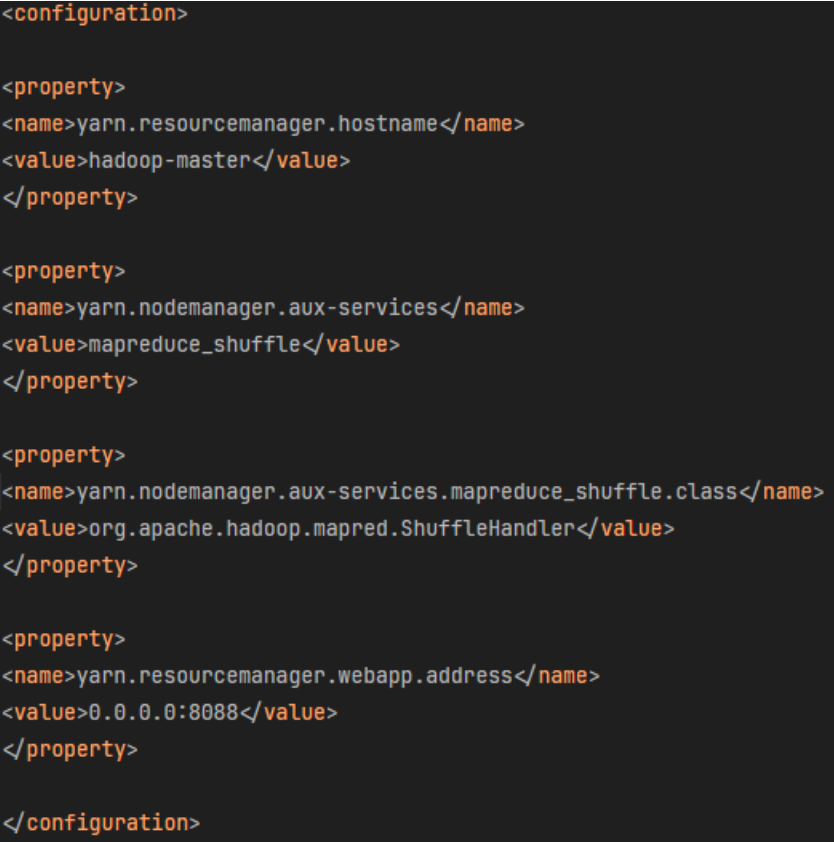 <configuration>
<property>
<name>yarn.resourcemanager.hostname</name>
<value>hadoop-master</value>
</property>
<property>
<name>yarn.nodemanager.aux-services</name>
<value>mapreduce_shuffle</value>
</property>
<property>
<name>yarn.nodemanager.aux-services.mapreduce_shuffle.class</name>
<value>org.apache.hadoop.mapred.ShuffleHandler</value>
</property>
<property>
<name>yarn.resourcemanager.webapp.address</name>
<value>0.0.0.0:8088</value>
</property>
</configuration>